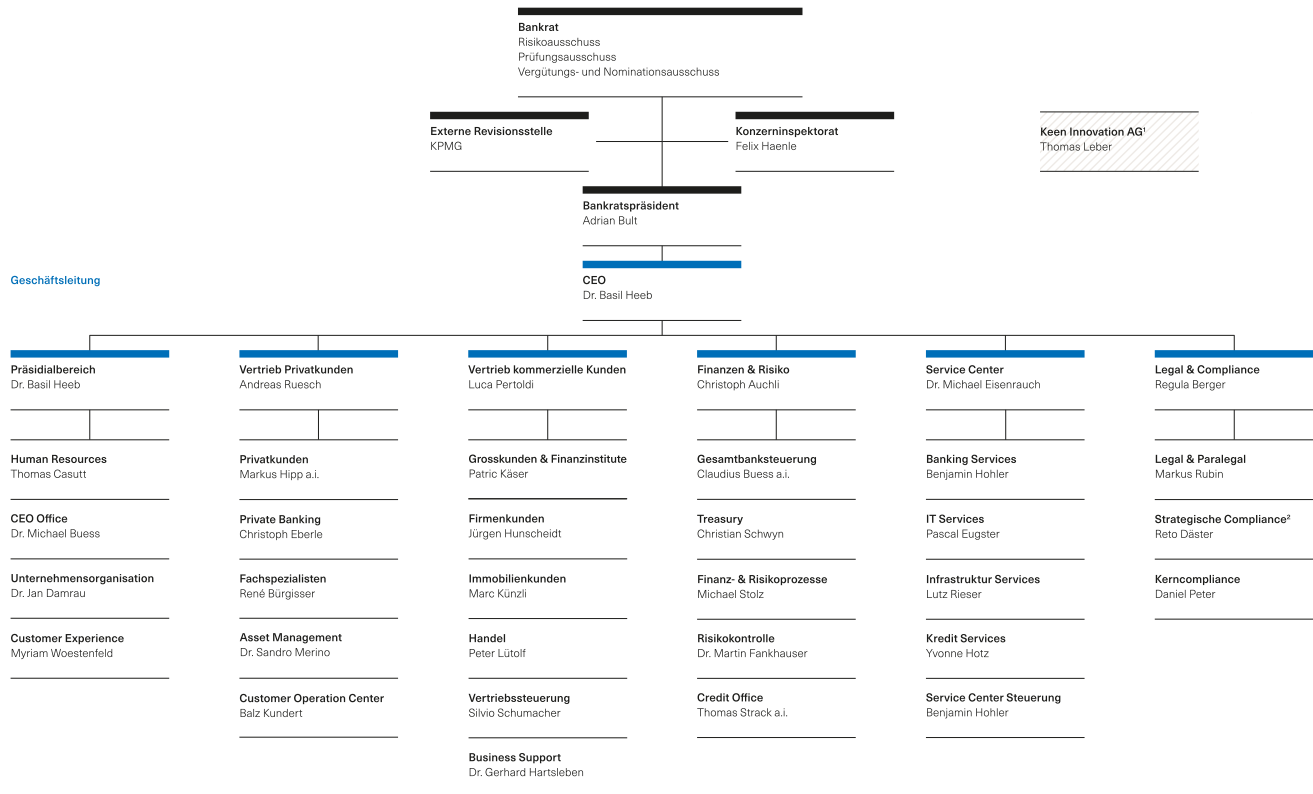 Bankrat
Risikoausschuss
Prüfungsausschuss
Vergütungs- und Nominationsausschuss
Externe Revisionsstelle
KPMG
Konzerninspektorat
Felix Haenle
Keen Innovation AG¹
Thomas Leber
Bankratspräsident
Adrian Bult
Geschäftsleitung
CEO
Dr. Basil Heeb
Präsidialbereich
Dr. Basil Heeb
Human Resources
Thomas Casutt
CEO Office
Dr. Michael Buess
Unternehmensorganisation
Dr. Jan Damrau
Customer Experience
Myriam Woestenfeld
Vertrieb Privatkunden
Andreas Ruesch
Privatkunden
Markus Hipp a.i.
Private Banking
Christoph Eberle
Fachspezialisten
René Bürgisser
Asset Management
Dr. Sandro Merino
Customer Operation Center
Balz Kundert
Vertrieb kommerzielle Kunden
Luca Pertoldi
Grosskunden & Finanzinstitute
Patric Käser
Firmenkunden
Jürgen Hunscheidt
Immobilienkunden
Marc Künzli
Handel
Peter Lütolf
Vertriebssteuerung
Silvio Schumacher
Business Support
Dr. Gerhard Hartsleben
Finanzen & Risiko
Christoph Auchli
Gesamtbanksteuerung
Claudius Buess a.i.
Treasury
Christian Schwyn
Finanz- & Risikoprozesse
Michael Stolz
Risikokontrolle
Dr. Martin Fankhauser
Credit Office
Thomas Strack a.i.
Service Center
Dr. Michael Eisenrauch
Banking Services
Benjamin Hohler
IT Services
Pascal Eugster
Infrastruktur Services
Lutz Rieser
Kredit Services
Yvonne Hotz
Service Center Steuerung
Benjamin Hohler
Legal & Compliance
Regula Berger
Legal & Paralegal
Markus Rubin
Strategische Compliance²
Reto Däster
Kerncompliance
Daniel Peter